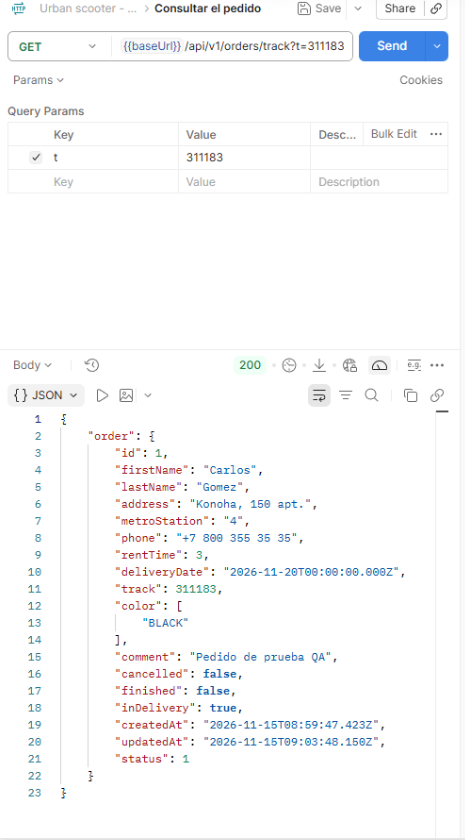 HTTP Urban scooter - ... > Consultar el pedido Save Share
GET {{baseUrl}} /api/v1/orders/track?t=311183 Send
Params Cookies
Query Params
Key Value Desc... Bulk Edit ...
t 311183
Key Value Description
Body 200 e.g. ...
{} JSON
1 {
2 "order": {
3 "id": 1,
4 "firstName": "Carlos",
5 "lastName": "Gomez",
6 "address": "Konoha, 150 apt.",
7 "metroStation": "4",
8 "phone": "+7 800 355 35 35",
9 "rentTime": 3,
10 "deliveryDate": "2026-11-20T00:00:00.000Z",
11 "track": 311183,
12 "color": [
13 "BLACK"
14 ],
15 "comment": "Pedido de prueba QA",
16 "cancelled": false,
17 "finished": false,
18 "inDelivery": true,
19 "createdAt": "2026-11-15T08:59:47.423Z",
20 "updatedAt": "2026-11-15T09:03:48.150Z",
21 "status": 1
22 }
23 }